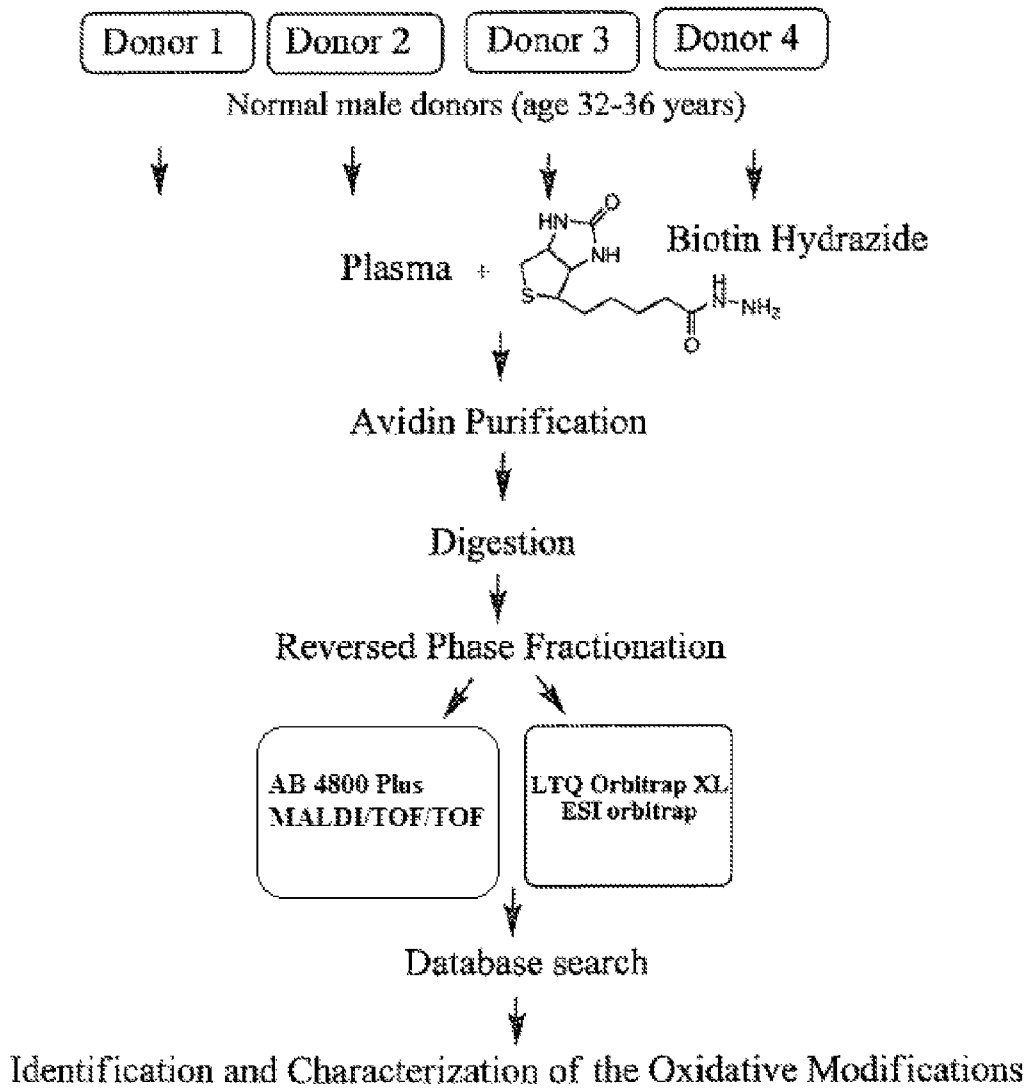 Donor 1 Donor 2 Donor 3 Donor 4
Normal male donors (age 32-36 years)
Plasma + Biotin Hydrazide
O
HN
NH
S
H
N-NH2
O
Avidin Purification
Digestion
Reversed Phase Fractionation
AB 4800 Plus
MALDI/TOF/TOF
LTQ Orbitrap XL
ESI orbitrap
Database search
Identification and Characterization of the Oxidative Modifications